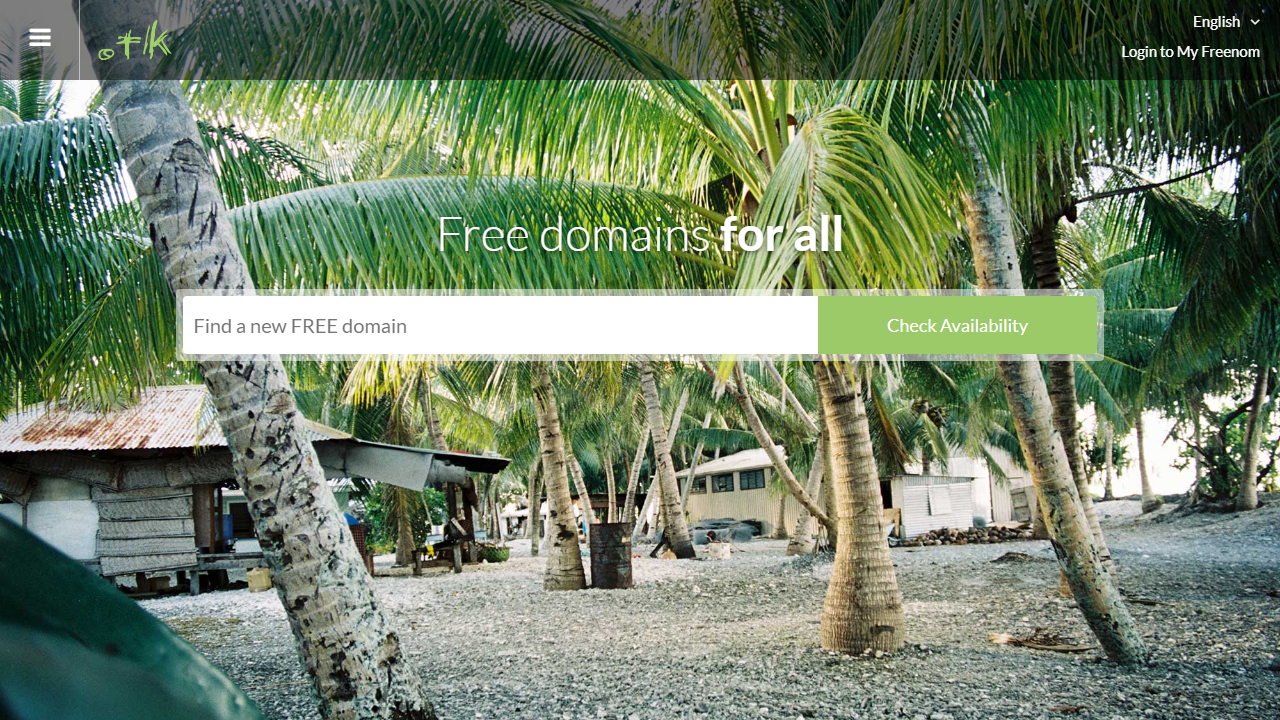 .tk
English
Login to My Freenom
Free domains for all
Find a new FREE domain
Check Availability